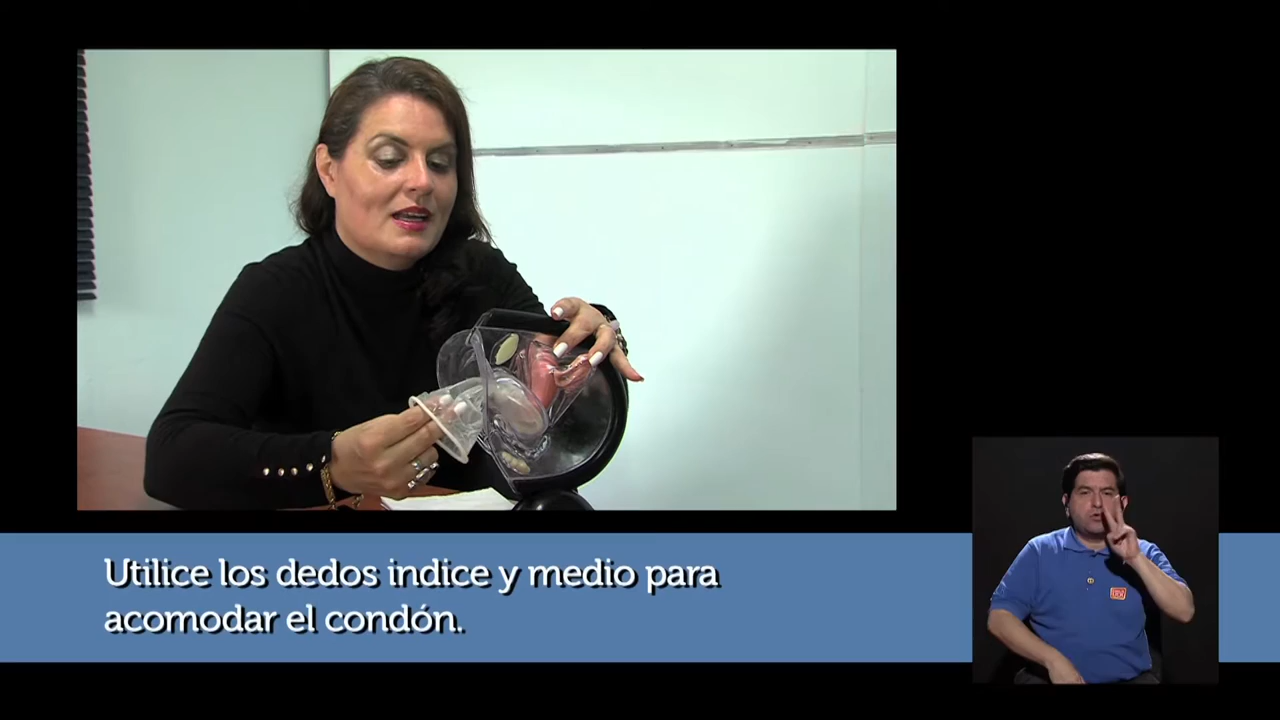 Utilice los dedos indice y medio para
acomodar el condón.